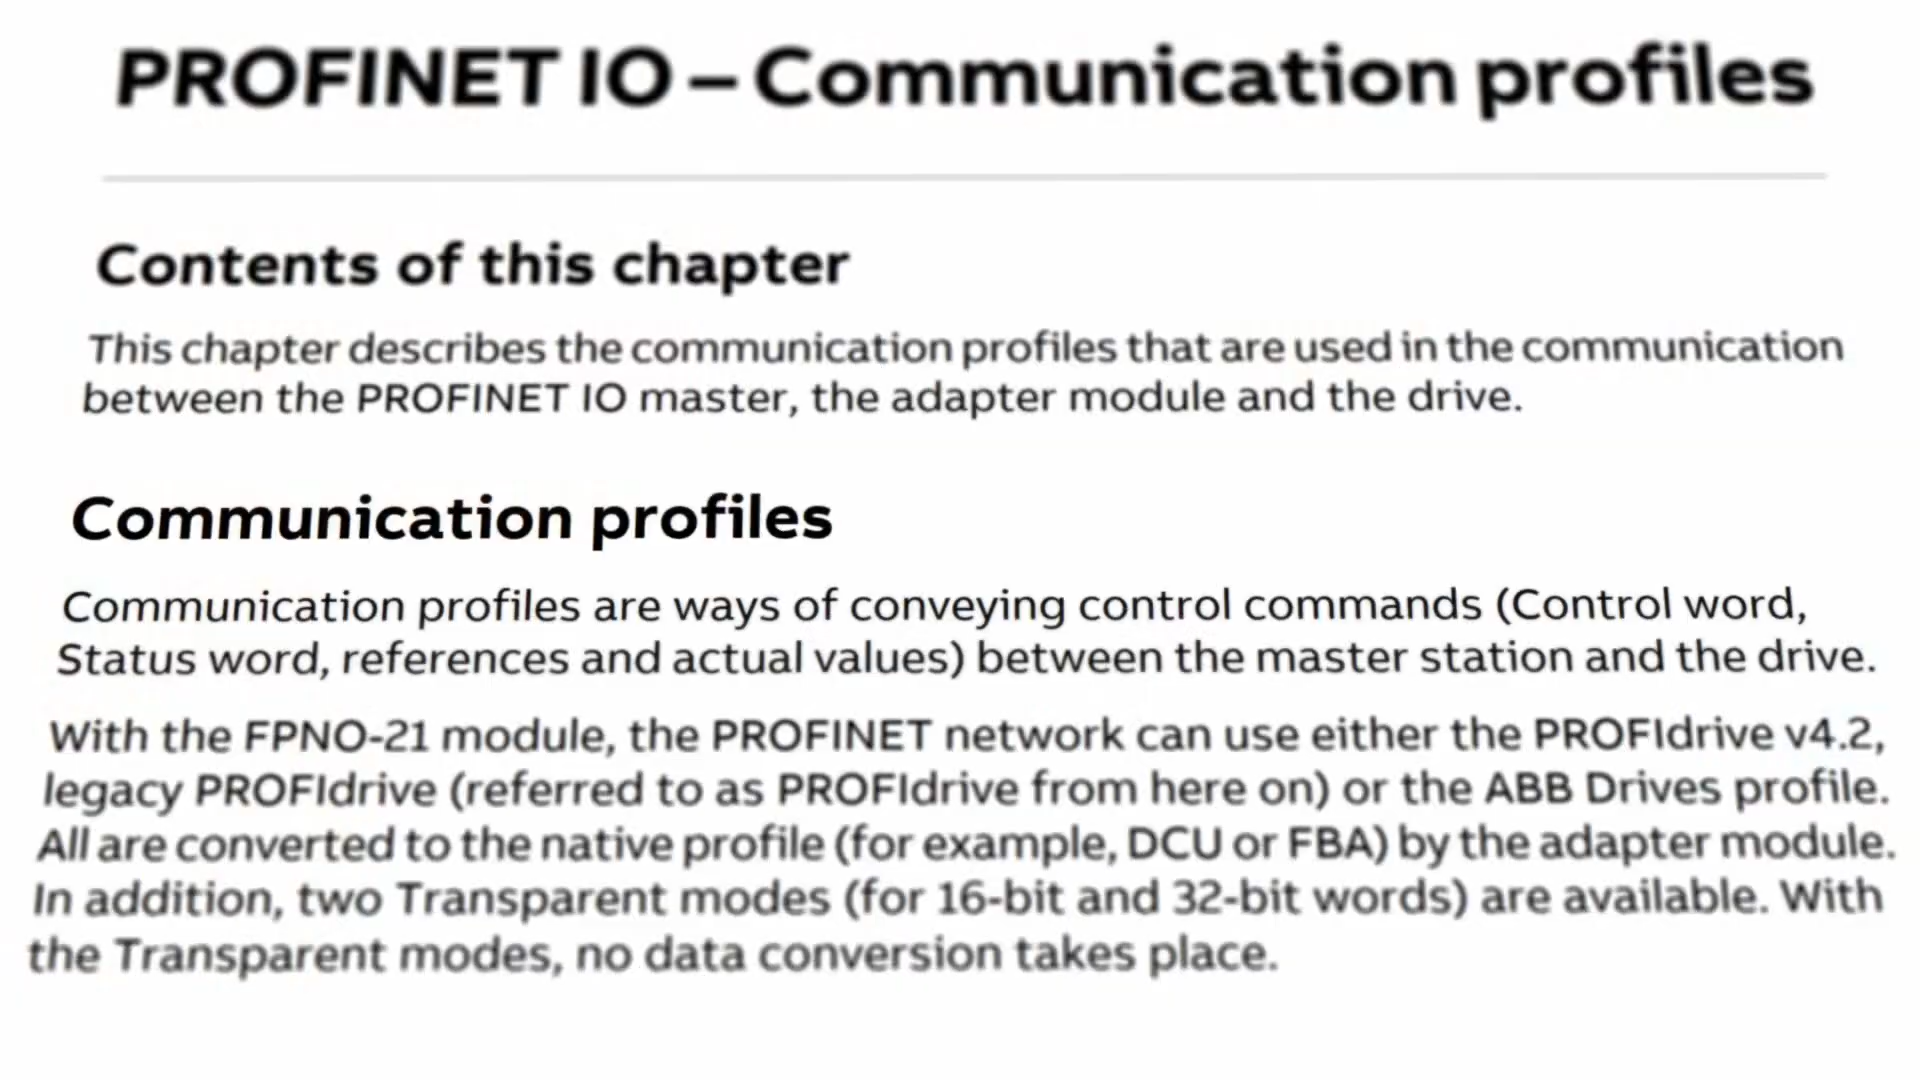 PROFINET IO – Communication profiles
Contents of this chapter
This chapter describes the communication profiles that are used in the communication
between the PROFINET IO master, the adapter module and the drive.
Communication profiles
Communication profiles are ways of conveying control commands (Control word,
Status word, references and actual values) between the master station and the drive.
With the FPNO-21 module, the PROFINET network can use either the PROFIdrive v4.2,
legacy PROFIdrive (referred to as PROFIdrive from here on) or the ABB Drives profile.
All are converted to the native profile (for example, DCU or FBA) by the adapter module.
In addition, two Transparent modes (for 16-bit and 32-bit words) are available. With
the Transparent modes, no data conversion takes place.